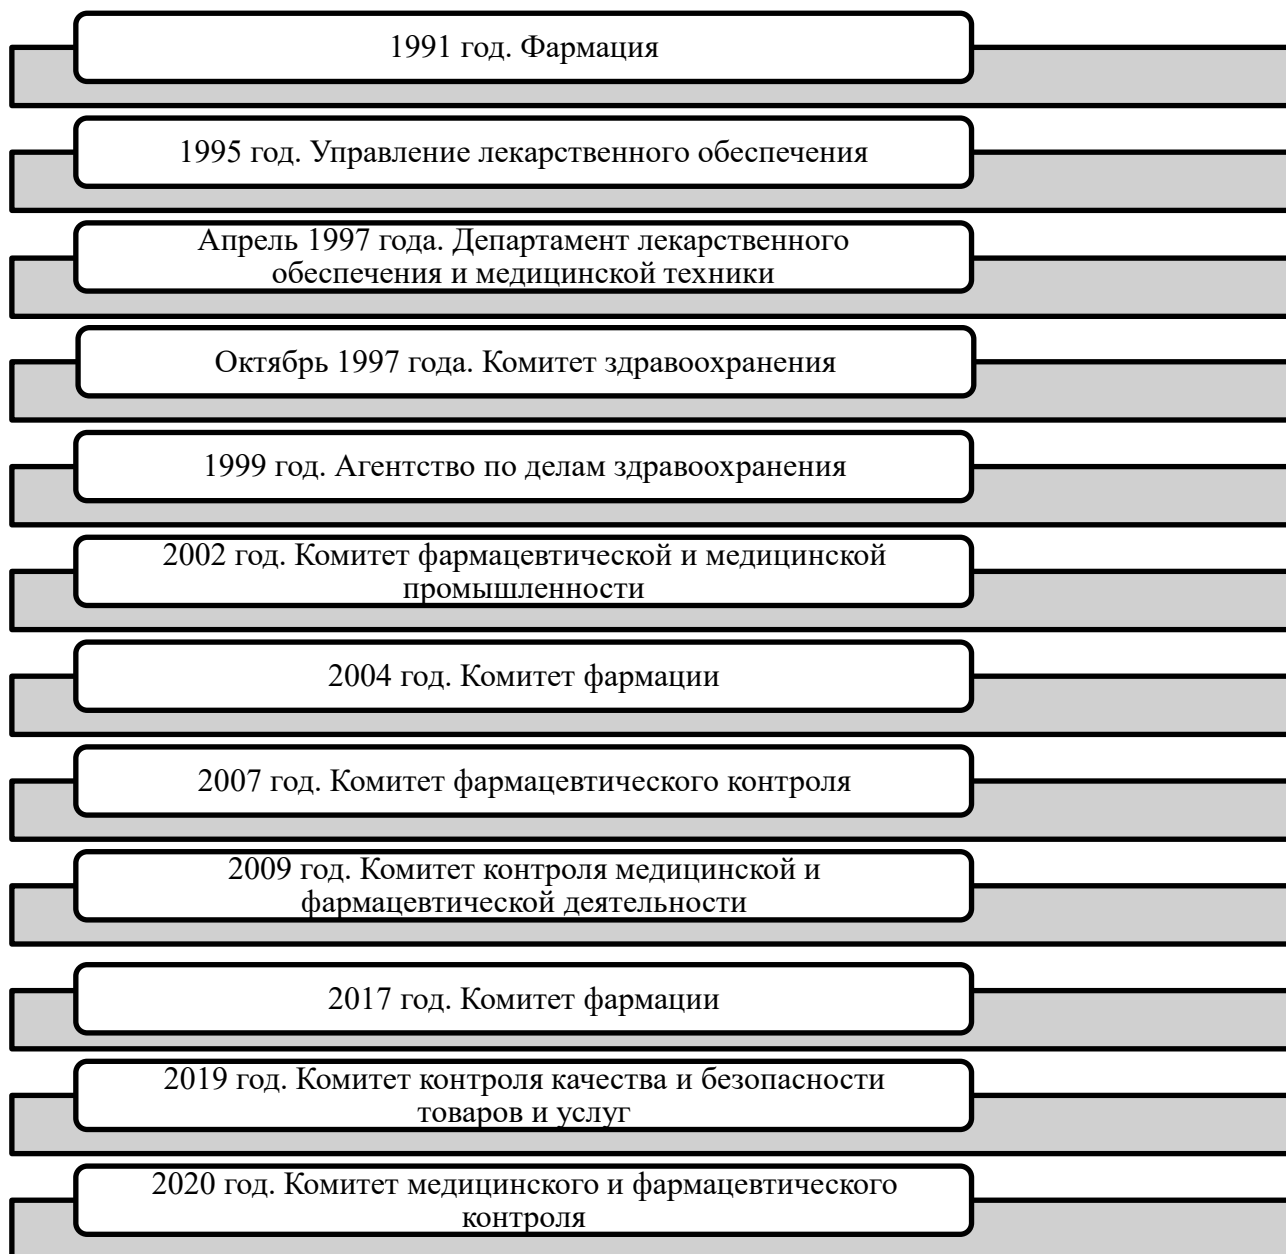 1991 год. Фармация
1995 год. Управление лекарственного обеспечения
Апрель 1997 года. Департамент лекарственного
обеспечения и медицинской техники
Октябрь 1997 года. Комитет здравоохранения
1999 год. Агентство по делам здравоохранения
2002 год. Комитет фармацевтической и медицинской
промышленности
2004 год. Комитет фармации
2007 год. Комитет фармацевтического контроля
2009 год. Комитет контроля медицинской и
фармацевтической деятельности
2017 год. Комитет фармации
2019 год. Комитет контроля качества и безопасности
товаров и услуг
2020 год. Комитет медицинского и фармацевтического
контроля